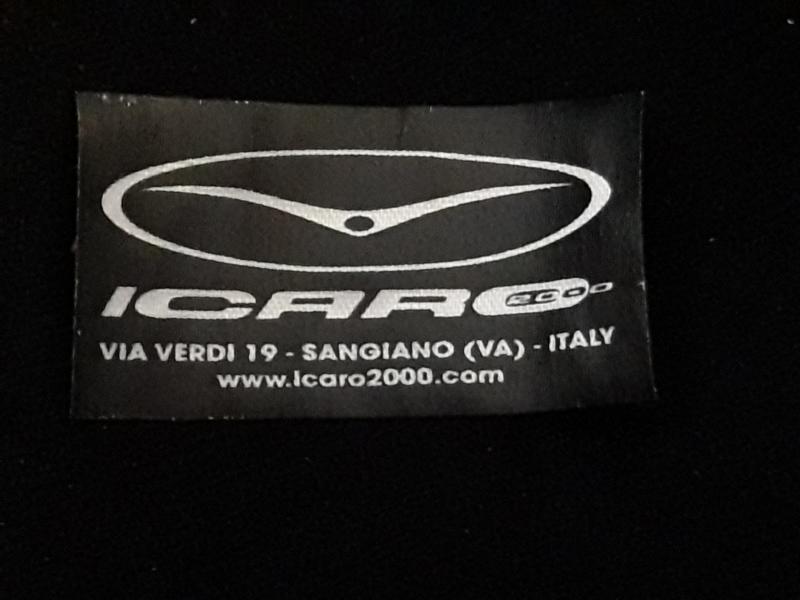 ICARO 2000
VIA VERDI 19 - SANGIANO (VA) - ITALY
www.Icaro2000.com